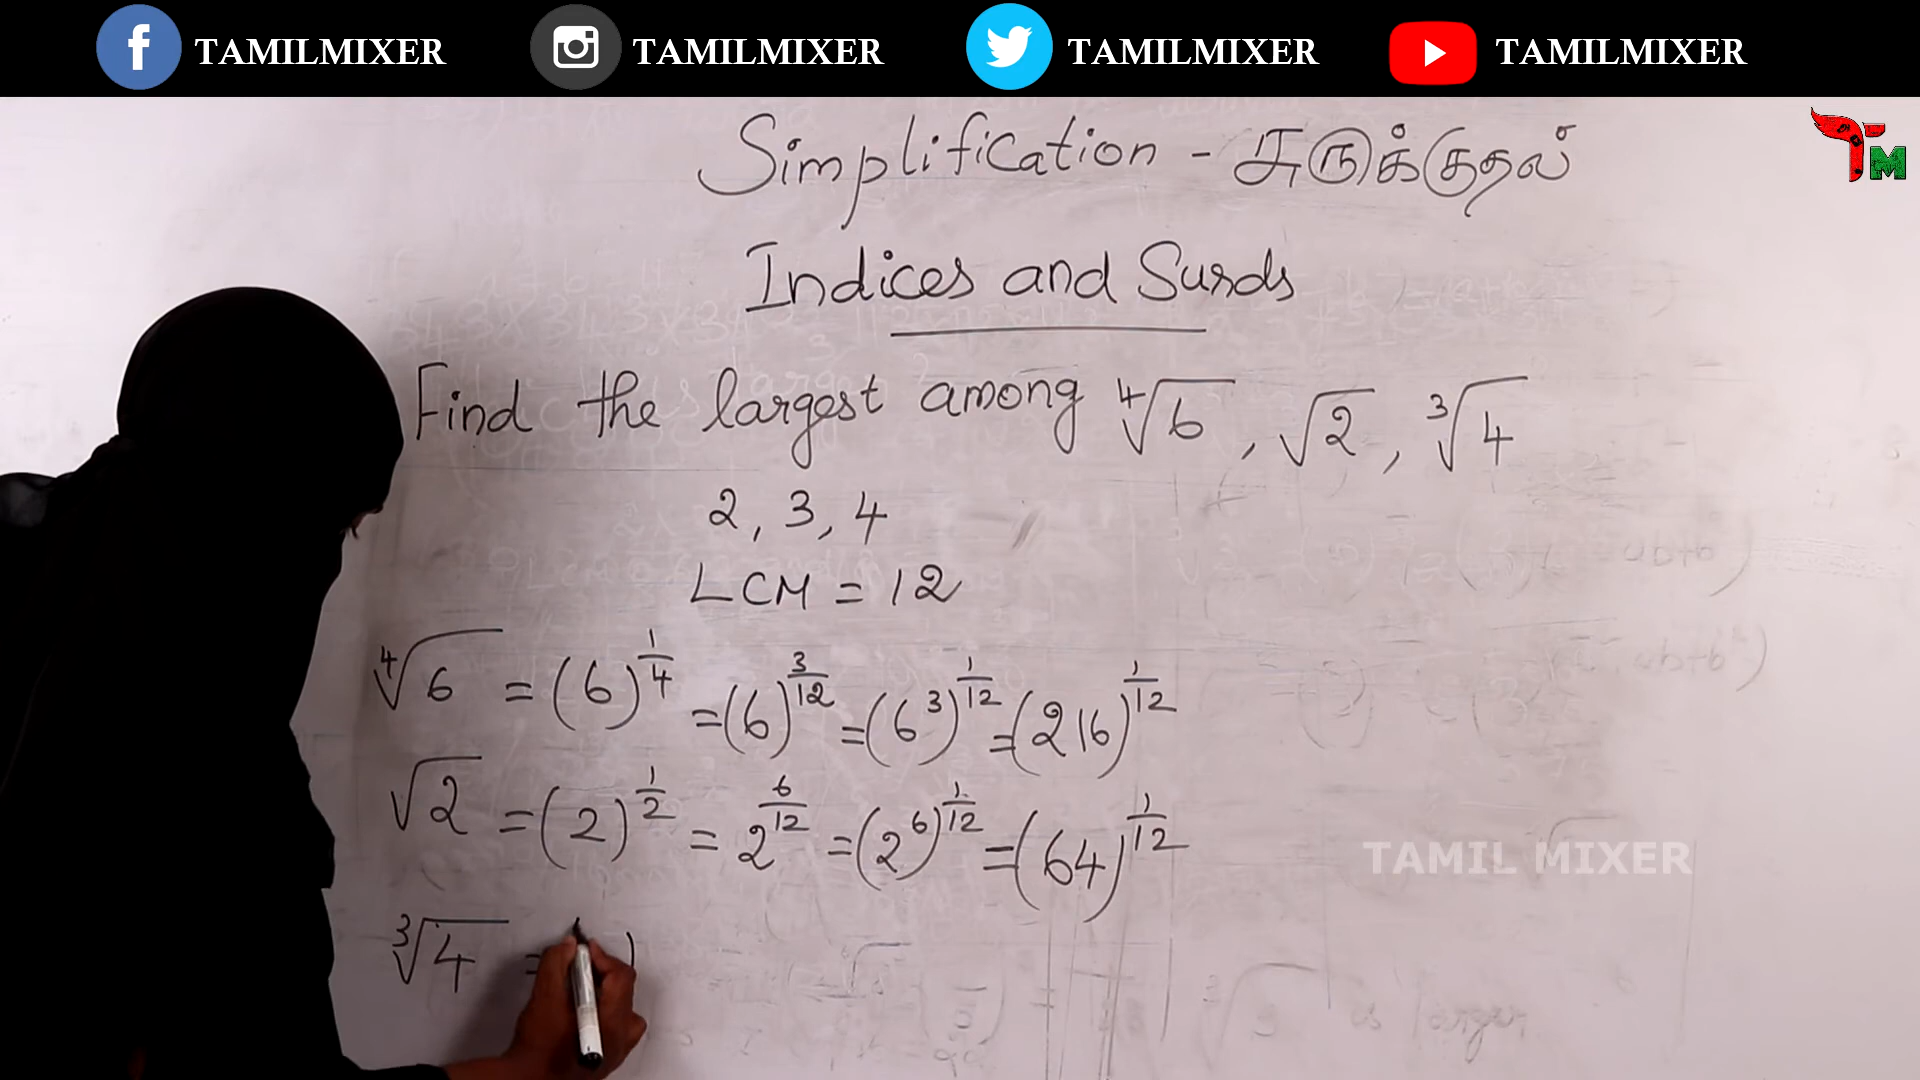 TAMILMIXER TAMILMIXER TAMILMIXER TAMILMIXER
TM
Simplification - சுருக்குதல்
Indices and Surds
Find the largest among ⁴√6, √2, ³√4
2, 3, 4
LCM = 12
⁴√6 = (6)^1/4 = (6)^3/12 = (6³)^1/12 = (216)^1/12
√2 = (2)^1/2 = 2^6/12 = (2⁶)^1/12 = (64)^1/12
TAMIL MIXER
³√4 =